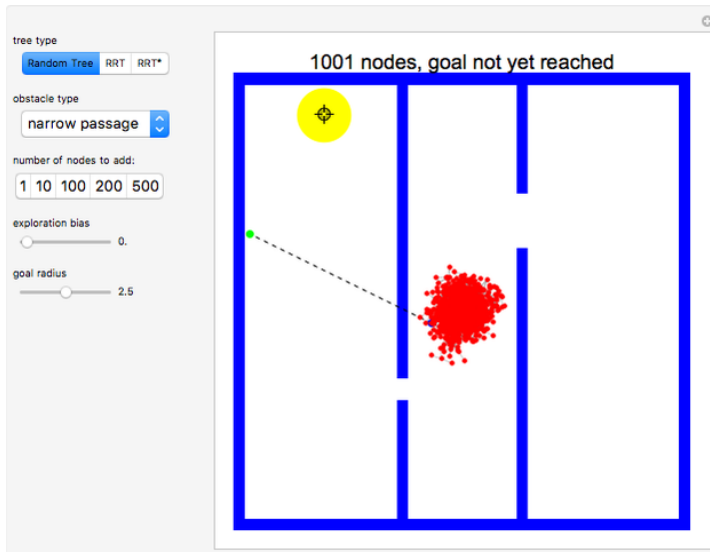 tree type
Random Tree RRT RRT*
obstacle type
narrow passage
number of nodes to add:
1 10 100 200 500
exploration bias
0.
goal radius
2.5
1001 nodes, goal not yet reached